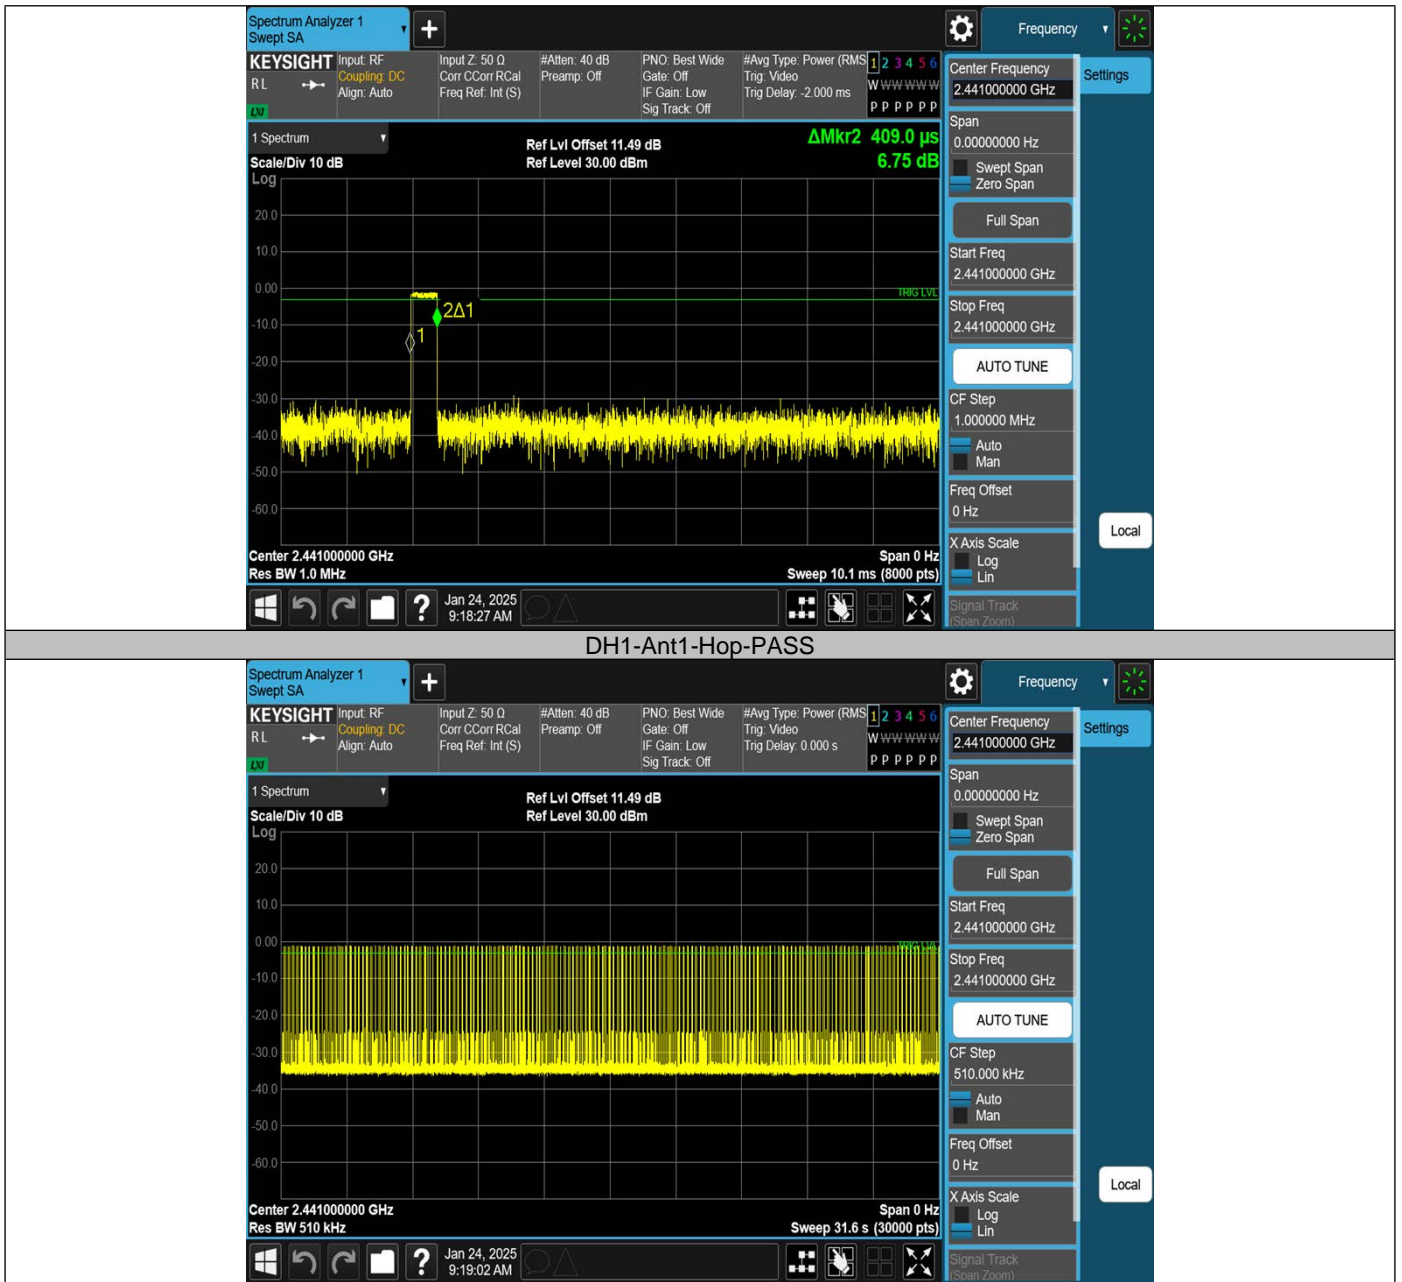 Spectrum Analyzer 1
Swept SA
Frequency
KEYSIGHT
R L
LXI
Input: RF
Coupling: DC
Align: Auto
Input Z: 50 Ω
Corr CCorr RCal
Freq Ref: Int (S)
#Atten: 40 dB
Preamp: Off
PNO: Best Wide
Gate: Off
IF Gain: Low
Sig Track: Off
#Avg Type: Power (RMS
Trig: Video
Trig Delay: -2.000 ms
1 2 3 4 5 6
W W W W W W
P P P P P P
1 Spectrum
Scale/Div 10 dB
Log
Ref Lvl Offset 11.49 dB
Ref Level 30.00 dBm
ΔMkr2 409.0 µs
6.75 dB
20.0
10.0
0.00
-10.0
-20.0
-30.0
-40.0
-50.0
-60.0
TRIG LVL
2Δ1
1
Center 2.441000000 GHz
Res BW 1.0 MHz
Span 0 Hz
Sweep 10.1 ms (8000 pts)
Jan 24, 2025
9:18:27 AM
Center Frequency
2.441000000 GHz
Span
0.00000000 Hz
Swept Span
Zero Span
Full Span
Start Freq
2.441000000 GHz
Stop Freq
2.441000000 GHz
AUTO TUNE
CF Step
1.000000 MHz
Auto
Man
Freq Offset
0 Hz
X Axis Scale
Log
Lin
Signal Track
(Span Zoom)
Settings
Local
DH1-Ant1-Hop-PASS
Spectrum Analyzer 1
Swept SA
Frequency
KEYSIGHT
R L
LXI
Input: RF
Coupling: DC
Align: Auto
Input Z: 50 Ω
Corr CCorr RCal
Freq Ref: Int (S)
#Atten: 40 dB
Preamp: Off
PNO: Best Wide
Gate: Off
IF Gain: Low
Sig Track: Off
#Avg Type: Power (RMS
Trig: Video
Trig Delay: 0.000 s
1 2 3 4 5 6
W W W W W W
P P P P P P
1 Spectrum
Scale/Div 10 dB
Log
Ref Lvl Offset 11.49 dB
Ref Level 30.00 dBm
20.0
10.0
0.00
-10.0
-20.0
-30.0
-40.0
-50.0
-60.0
TRIG LVL
Center 2.441000000 GHz
Res BW 510 kHz
Span 0 Hz
Sweep 31.6 s (30000 pts)
Jan 24, 2025
9:19:02 AM
Center Frequency
2.441000000 GHz
Span
0.00000000 Hz
Swept Span
Zero Span
Full Span
Start Freq
2.441000000 GHz
Stop Freq
2.441000000 GHz
AUTO TUNE
CF Step
510.000 kHz
Auto
Man
Freq Offset
0 Hz
X Axis Scale
Log
Lin
Signal Track
(Span Zoom)
Settings
Local